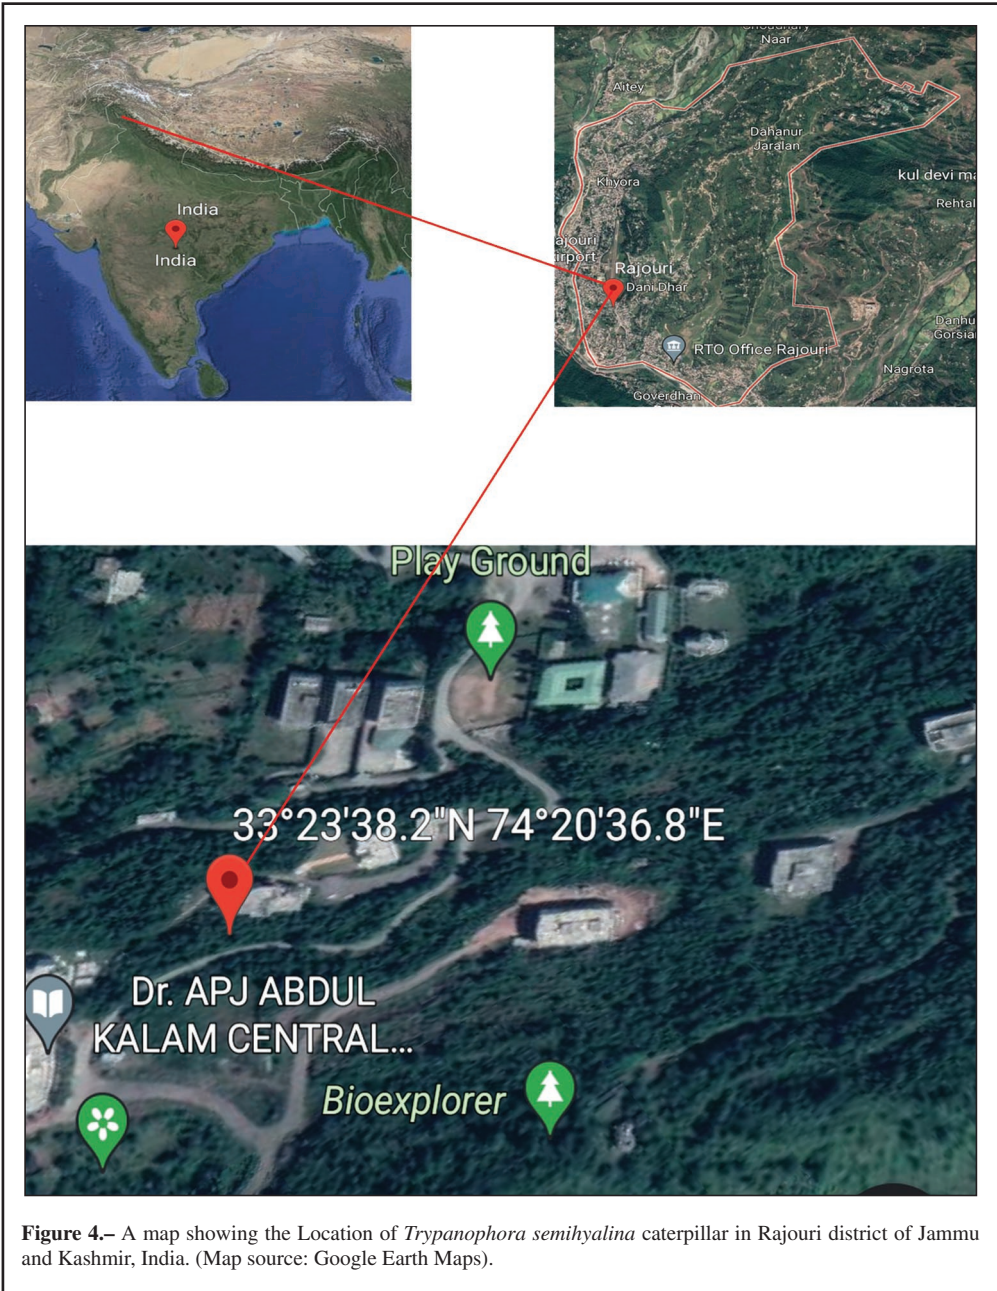 India
India
Choudhary
Naar
Aitey
Dahanur
Jaralan
Khyora
kul devi ma
Rehtal
ajouri
irport
Rajouri
Dani Dhar
RTO Office Rajouri
Danhu
Gorsia
Nagrota
Goverdhan
Play Ground
33°23'38.2"N 74°20'36.8"E
Dr. APJ ABDUL
KALAM CENTRAL...
Bioexplorer
Figure 4.– A map showing the Location of Trypanophora semihyalina caterpillar in Rajouri district of Jammu
and Kashmir, India. (Map source: Google Earth Maps).